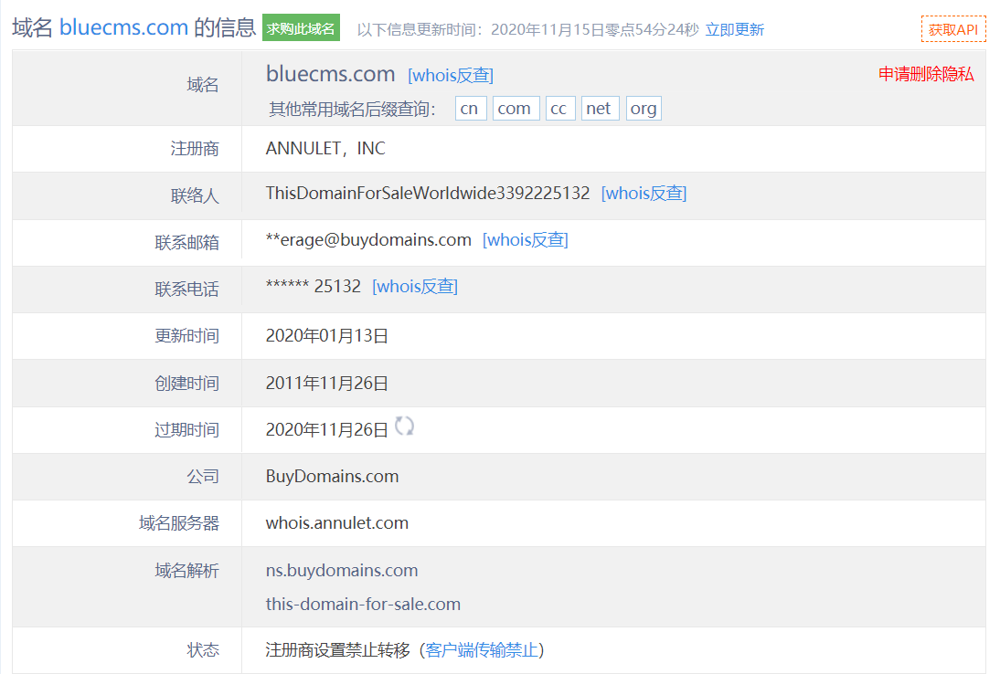 域名 bluecms.com 的信息 求购此域名 以下信息更新时间：2020年11月15日零点54分24秒 立即更新 获取API
域名 bluecms.com [whois反查] 申请删除隐私
其他常用域名后缀查询： cn com cc net org
注册商 ANNULET，INC
联络人 ThisDomainForSaleWorldwide3392225132 [whois反查]
联系邮箱 **erage@buydomains.com [whois反查]
联系电话 ****** 25132 [whois反查]
更新时间 2020年01月13日
创建时间 2011年11月26日
过期时间 2020年11月26日
公司 BuyDomains.com
域名服务器 whois.annulet.com
域名解析 ns.buydomains.com
this-domain-for-sale.com
状态 注册商设置禁止转移（客户端传输禁止）